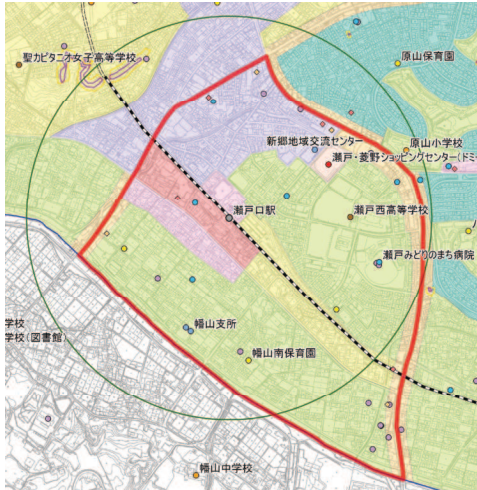 聖カピタニオ女子高等学校
原山保育園
新郷地域交流センター
原山小学校
瀬戸・菱野ショッピングセンター(ドミ
瀬戸口駅
瀬戸西高等学校
瀬戸みどりのまち病院
幡山支所
学校
学校(図書館)
幡山南保育園
幡山中学校